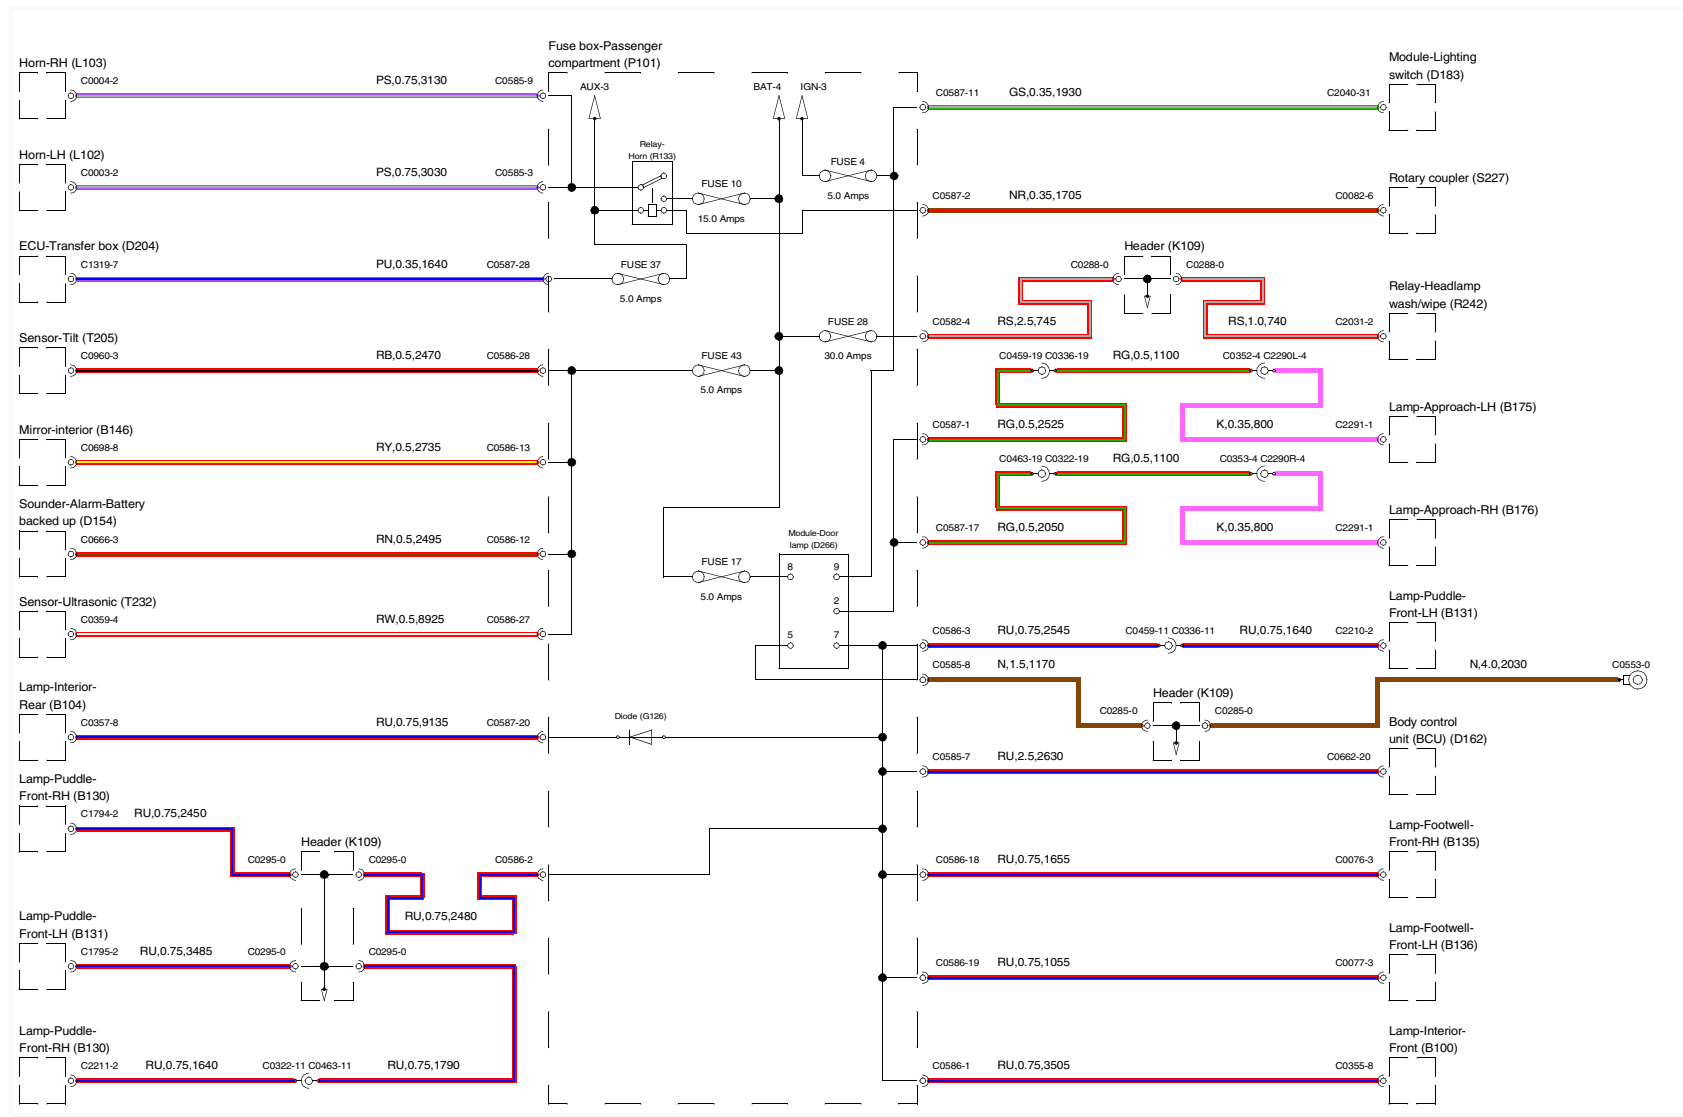 Horn-RH (L103)
C0004-2
PS,0.75,3130
C0585-9
Horn-LH (L102)
C0003-2
PS,0.75,3030
C0585-3
ECU-Transfer box (D204)
C1319-7
PU,0.35,1640
C0587-28
Sensor-Tilt (T205)
C0960-3
RB,0.5,2470
C0586-28
Mirror-interior (B146)
C0698-8
RY,0.5,2735
C0586-13
Sounder-Alarm-Battery
backed up (D154)
C0666-3
RN,0.5,2495
C0586-12
Sensor-Ultrasonic (T232)
C0359-4
RW,0.5,8925
C0586-27
Lamp-Interior-
Rear (B104)
C0357-8
RU,0.75,9135
C0587-20
Lamp-Puddle-
Front-RH (B130)
C1794-2
RU,0.75,2450
Header (K109)
C0295-0
C0295-0
C0586-2
RU,0.75,2480
Lamp-Puddle-
Front-LH (B131)
C1795-2
RU,0.75,3485
C0295-0
C0295-0
Lamp-Puddle-
Front-RH (B130)
C2211-2
RU,0.75,1640
C0322-11 C0463-11
RU,0.75,1790
Fuse box-Passenger
compartment (P101)
AUX-3
BAT-4
IGN-3
Relay-
Horn (R133)
FUSE 10
15.0 Amps
FUSE 4
5.0 Amps
FUSE 37
5.0 Amps
FUSE 28
30.0 Amps
FUSE 43
5.0 Amps
Module-Door
lamp (D266)
FUSE 17
5.0 Amps
8
9
2
5
7
Diode (G126)
Module-Lighting
switch (D183)
C0587-11
GS,0.35,1930
C2040-31
Rotary coupler (S227)
C0587-2
NR,0.35,1705
C0082-6
Header (K109)
C0288-0
C0288-0
Relay-Headlamp
wash/wipe (R242)
C0582-4
RS,2.5,745
RS,1.0,740
C2031-2
C0459-19 C0336-19
RG,0.5,1100
C0352-4 C2290L-4
Lamp-Approach-LH (B175)
C0587-1
RG,0.5,2525
K,0.35,800
C2291-1
C0463-19 C0322-19
RG,0.5,1100
C0353-4 C2290R-4
Lamp-Approach-RH (B176)
C0587-17
RG,0.5,2050
K,0.35,800
C2291-1
Lamp-Puddle-
Front-LH (B131)
C0586-3
RU,0.75,2545
C0459-11 C0336-11
RU,0.75,1640
C2210-2
C0585-8
N,1.5,1170
N,4.0,2030
C0553-0
Header (K109)
C0285-0
C0285-0
Body control
unit (BCU) (D162)
C0585-7
RU,2.5,2630
C0662-20
Lamp-Footwell-
Front-RH (B135)
C0586-18
RU,0.75,1655
C0076-3
Lamp-Footwell-
Front-LH (B136)
C0586-19
RU,0.75,1055
C0077-3
Lamp-Interior-
Front (B100)
C0586-1
RU,0.75,3505
C0355-8